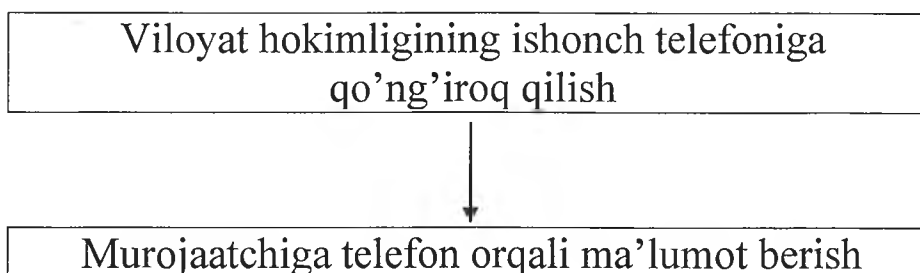 Viloyat hokimligining ishonch telefoniga
qo’ng’iroq qilish
Murojaatchiga telefon orqali ma’lumot berish